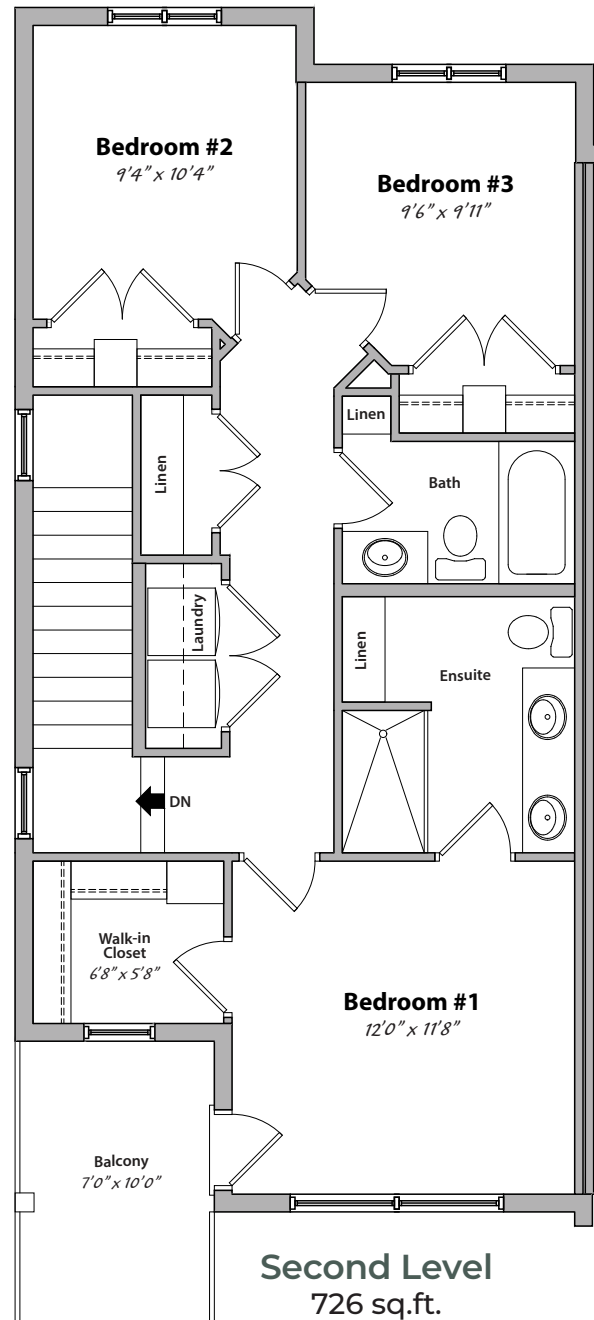 Bedroom #2
9'4" x 10'4"
Bedroom #3
9'6" x 9'11"
Linen
Linen
Bath
Laundry
Linen
Ensuite
DN
Walk-in
Closet
6'8" x 5'8"
Bedroom #1
12'0" x 11'8"
Balcony
7'0" x 10'0"
Second Level
726 sq.ft.